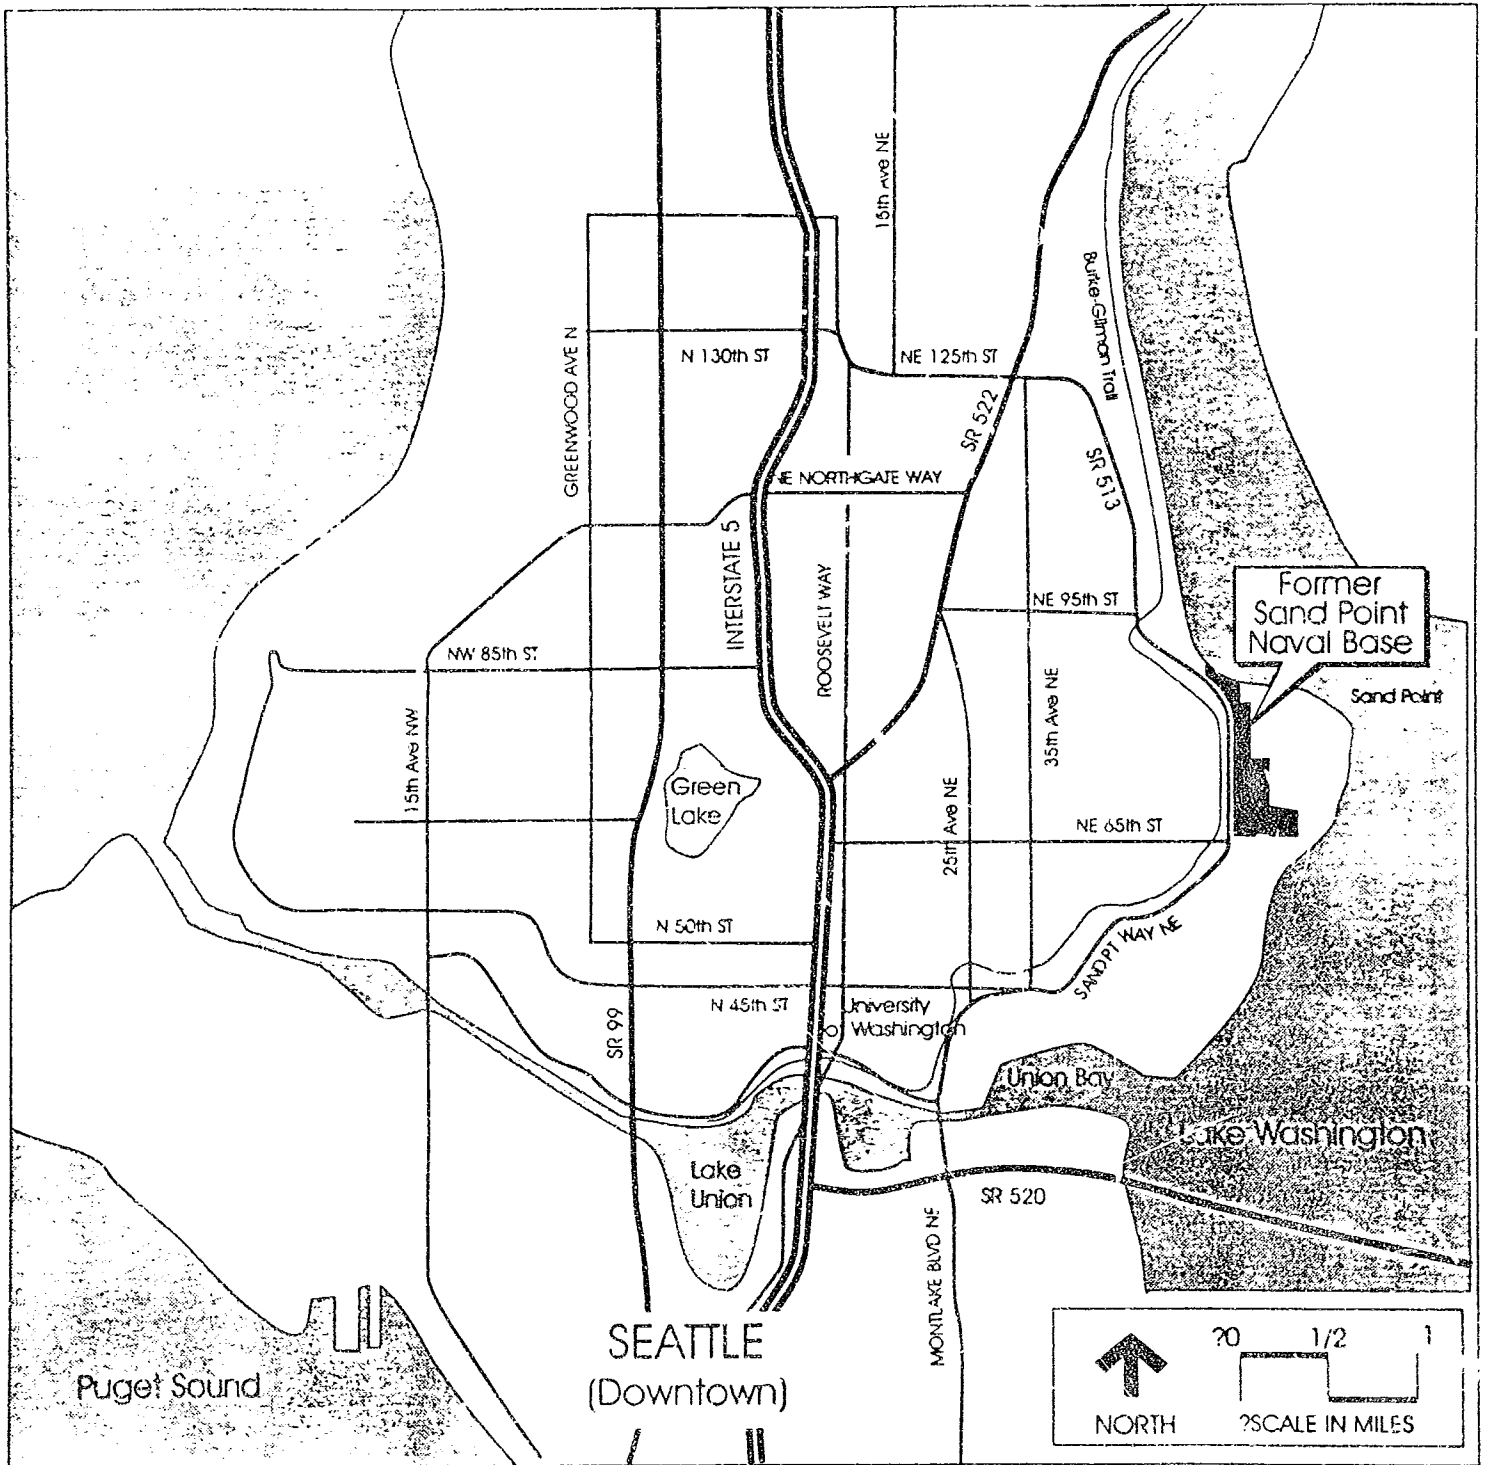 15th Ave NE
Burke-Gilman Trail
GREENWOOD AVE N
N 130th ST
NE 125th ST
SR 522
SR 513
NE NORTHGATE WAY
INTERSTATE 5
ROOSEVELT WAY
NE 95th ST
Former
Sand Point
Naval Base
NW 85th ST
Sand Point
15th Ave NW
35th Ave NE
Green
Lake
25th Ave NE
NE 65th ST
N 50th ST
SAND PT WAY NE
N 45th ST
University
Washington
SR 99
Union Bay
Lake Washington
Lake
Union
SR 520
MONTLAKE BLVD NE
SEATTLE
(Downtown)
Puget Sound
?0 1/2 1
NORTH
?SCALE IN MILES